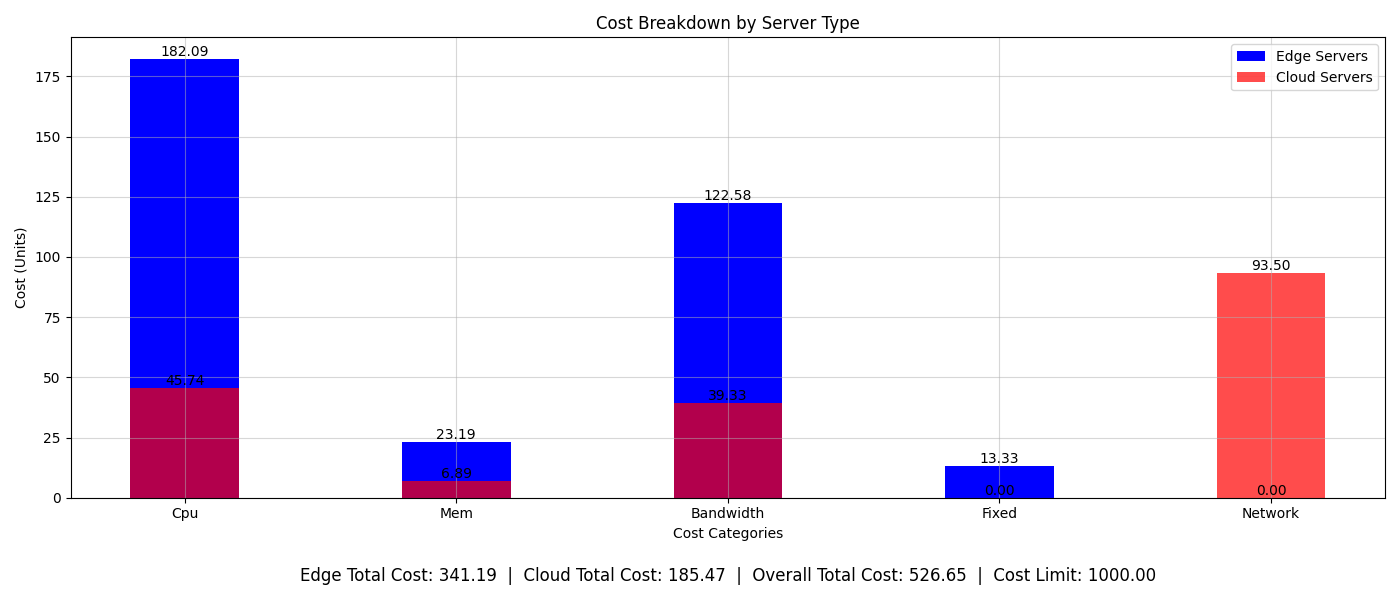 Cost Breakdown by Server Type
Edge Servers
Cloud Servers
Cost (Units)
175
150
125
100
75
50
25
0
182.09
45.74
23.19
6.89
122.58
39.33
13.33
0.00
93.50
0.00
Cpu
Mem
Bandwidth
Fixed
Network
Cost Categories
Edge Total Cost: 341.19 | Cloud Total Cost: 185.47 | Overall Total Cost: 526.65 | Cost Limit: 1000.00